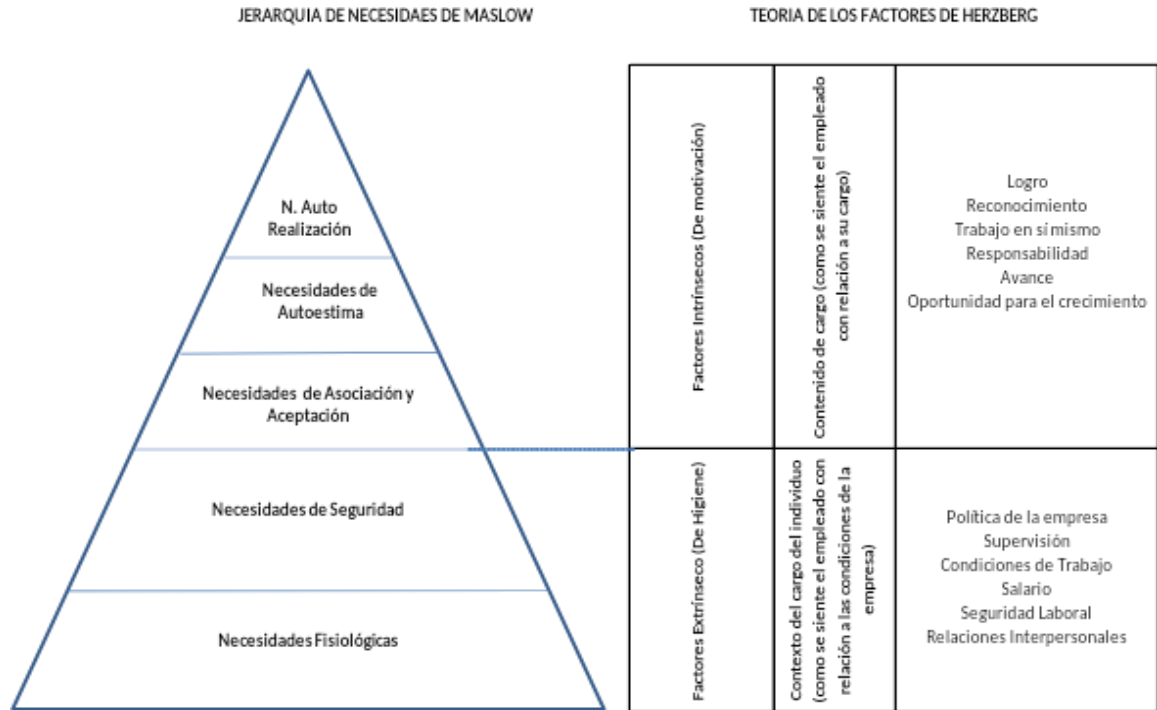 JERARQUIA DE NECESIDAES DE MASLOW
TEORIA DE LOS FACTORES DE HERZBERG
N. Auto
Realización
Necesidades de
Autoestima
Necesidades de Asociación y
Aceptación
Necesidades de Seguridad
Necesidades Fisiológicas
Factores Intrínsecos (De motivación)
Contenido de cargo (como se siente el empleado
con relación a su cargo)
Logro
Reconocimiento
Trabajo en sí mismo
Responsabilidad
Avance
Oportunidad para el crecimiento
Factores Extrínseco (De Higiene)
Contexto del cargo del individuo
(como se siente el empleado con
relación a las condiciones de la
empresa)
Política de la empresa
Supervisión
Condiciones de Trabajo
Salario
Seguridad Laboral
Relaciones Interpersonales